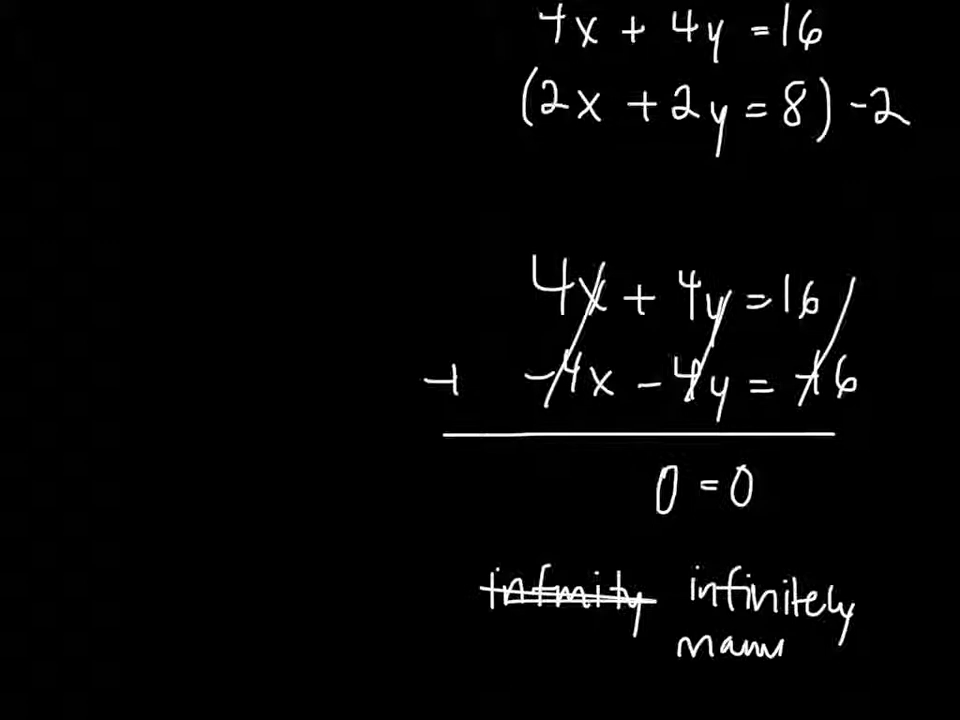 4x + 4y = 16
(2x + 2y = 8) -2
4x + 4y = 16
+ -4x - 4y = -16
0 = 0
infinity infinitely
many